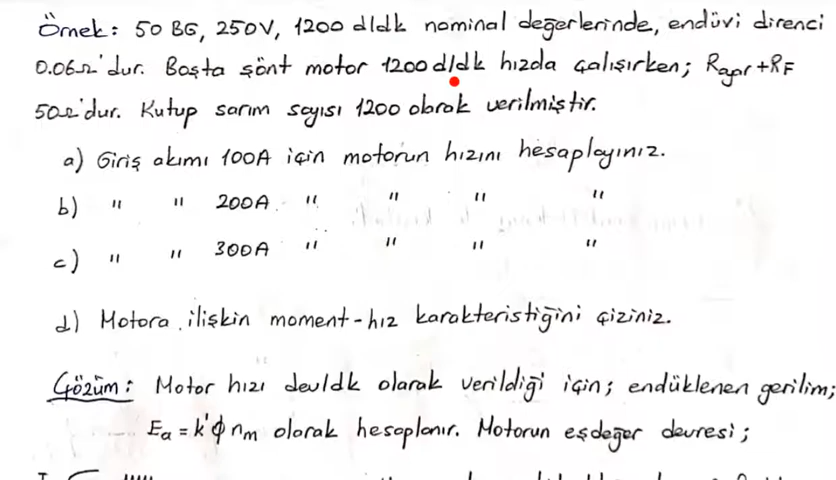 Örnek: 50 BG, 250V, 1200 d/dk nominal değerlerinde, endüvi direnci
0.06Ω'dur. Boşta şönt motor 1200 d/dk hızda çalışırken; Rayar+RF
50Ω'dur. Kutup sarım sayısı 1200 olarak verilmiştir.
a) Giriş akımı 100A için motorun hızını hesaplayınız.
b) " " 200A " " " "
c) " " 300A " " " "
d) Motora ilişkin moment-hız karakteristiğini çiziniz.
Çözüm: Motor hızı dev/dk olarak verildiği için; endüklenen gerilim;
Ea = k'ϕ nm olarak hesaplanır. Motorun eşdeğer devresi;